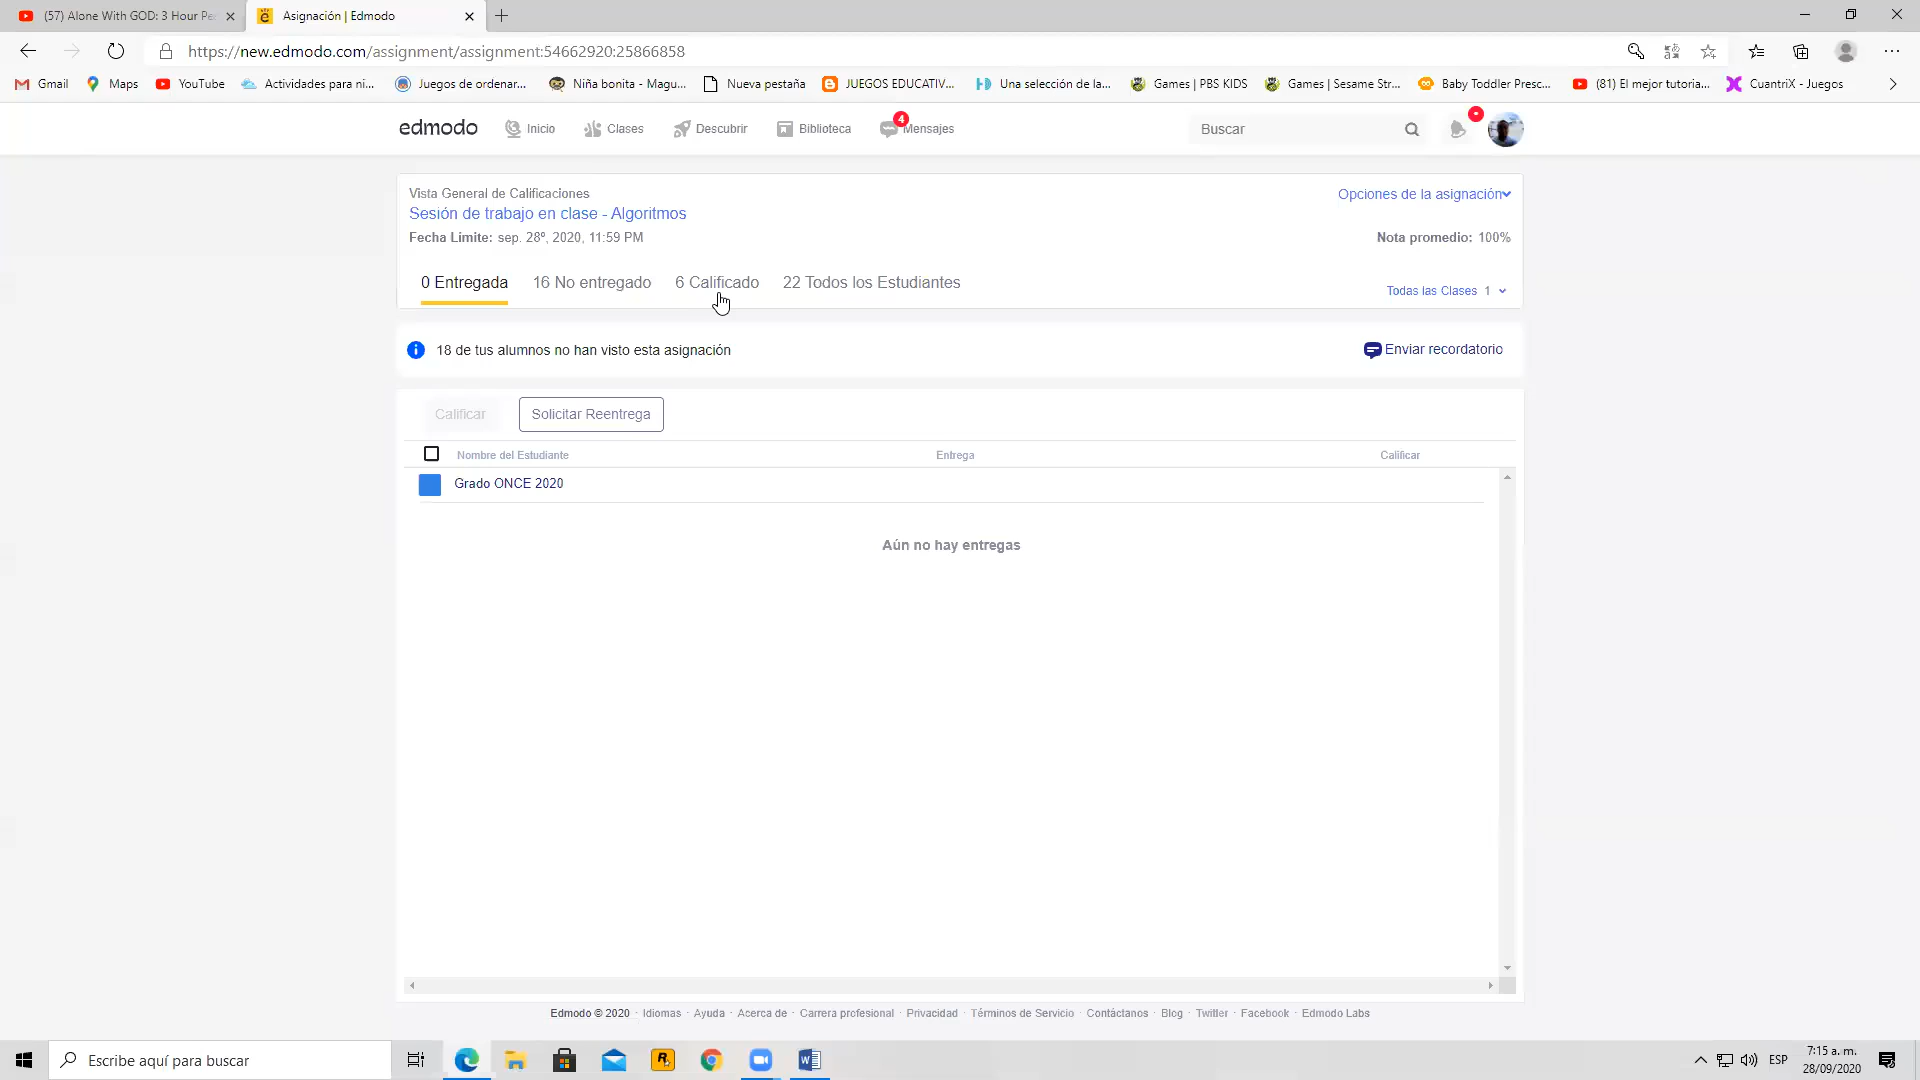 (57) Alone With GOD: 3 Hour Pe
Asignación | Edmodo
https://new.edmodo.com/assignment/assignment:54662920:25866858
Gmail
Maps
YouTube
Actividades para ni...
Juegos de ordenar...
Niña bonita - Magu...
Nueva pestaña
JUEGOS EDUCATIV...
Una selección de la...
Games | PBS KIDS
Games | Sesame Str...
Baby Toddler Presc...
(81) El mejor tutoria...
CuantriX - Juegos
edmodo
Inicio
Clases
Descubrir
Biblioteca
4
Mensajes
Buscar
Vista General de Calificaciones
Opciones de la asignación
Sesión de trabajo en clase - Algoritmos
Fecha Limite: sep. 28º, 2020, 11:59 PM
Nota promedio: 100%
0 Entregada
16 No entregado
6 Calificado
22 Todos los Estudiantes
Todas las Clases 1
18 de tus alumnos no han visto esta asignación
Enviar recordatorio
Calificar
Solicitar Reentrega
Nombre del Estudiante
Entrega
Calificar
Grado ONCE 2020
Aún no hay entregas
Edmodo © 2020 · Idiomas · Ayuda · Acerca de · Carrera profesional · Privacidad · Términos de Servicio · Contáctanos · Blog · Twitter · Facebook · Edmodo Labs
Escribe aquí para buscar
ESP
7:15 a. m.
28/09/2020